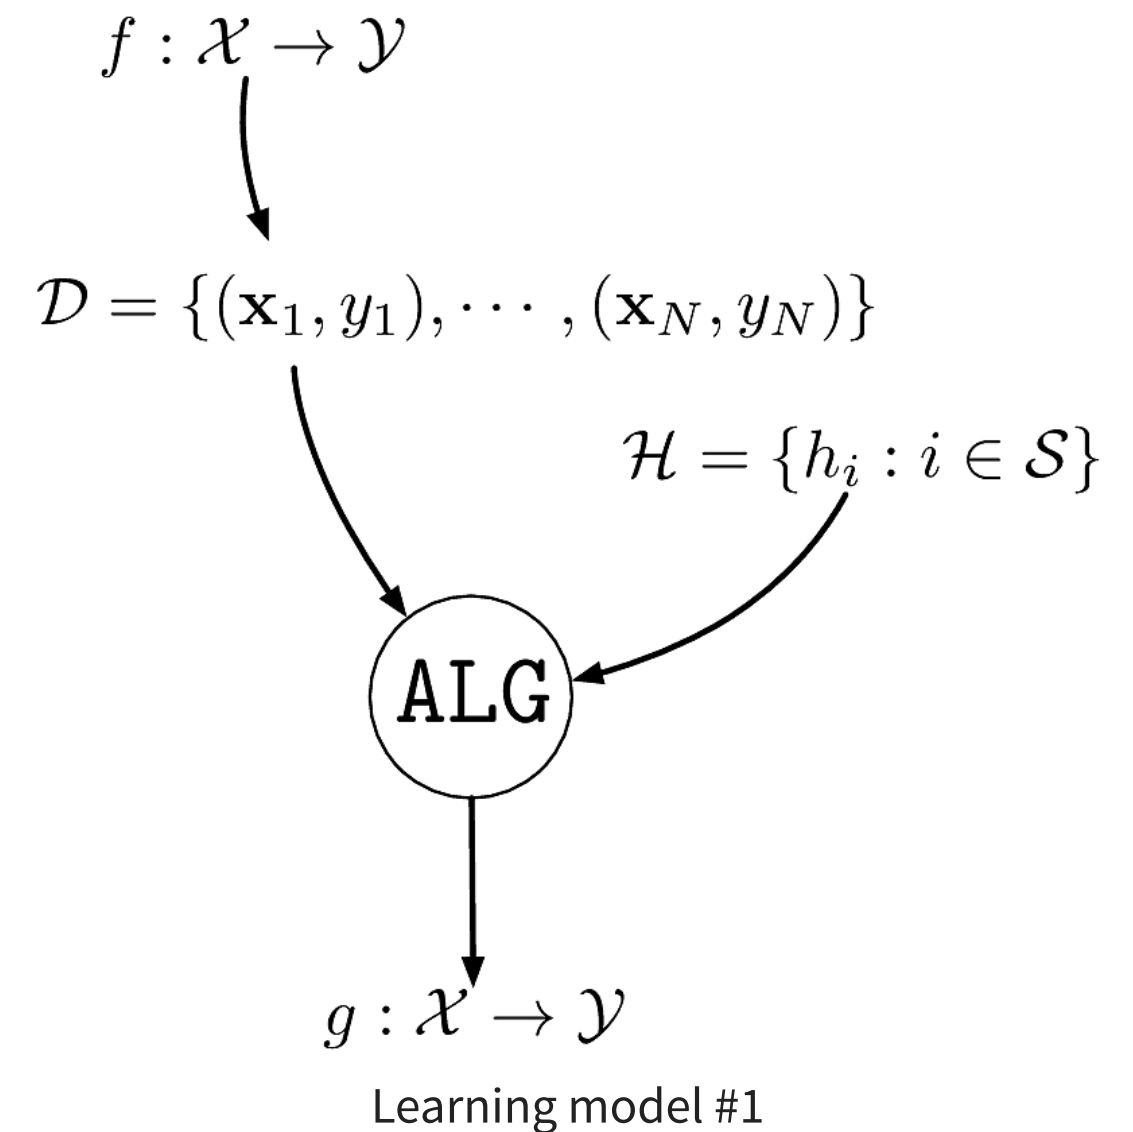 f : 𝒳 → 𝒴
𝒟 = {(𝐱₁, y₁), ⋯ , (𝐱_N, y_N)}
ℋ = {h_i : i ∈ 𝒮}
ALG
g : 𝒳 → 𝒴
Learning model #1